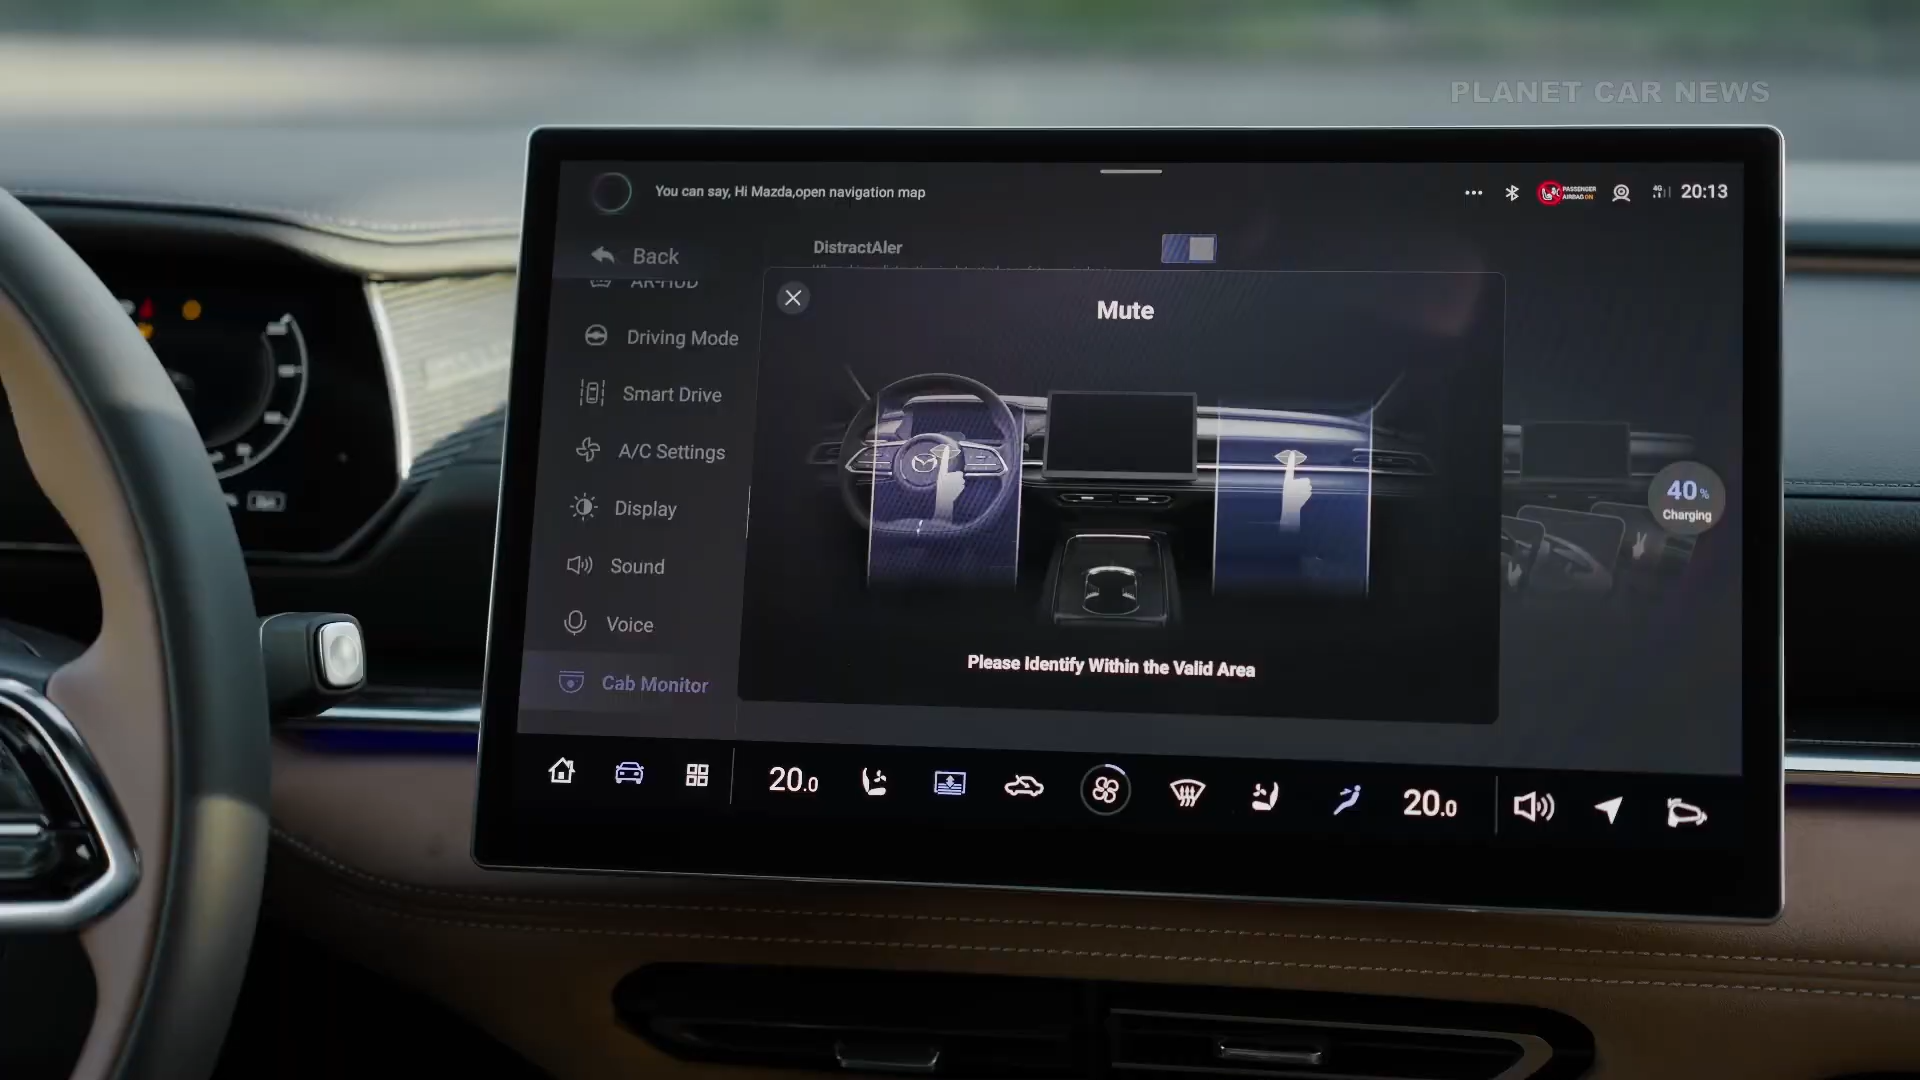 PLANET CAR NEWS
You can say, Hi Mazda,open navigation map
PASSENGER
AIRBAG ON
4G
20:13
Back
DistractAler
AR-HUD
Mute
Driving Mode
Smart Drive
A/C Settings
Display
Sound
Voice
Cab Monitor
40%
Charging
Please Identify Within the Valid Area
20.0
20.0